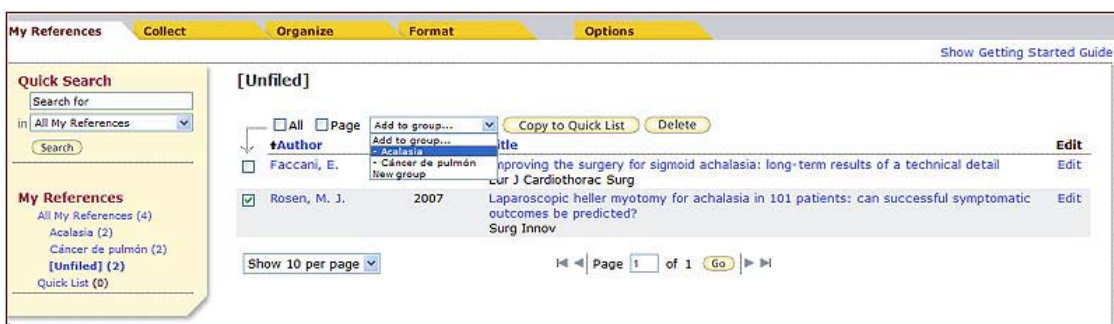 My References Collect Organize Format Options
Show Getting Started Guide
Quick Search
Search for
in All My References
Search
My References
All My References (4)
Acalasia (2)
Cáncer de pulmón (2)
[Unfiled] (2)
Quick List (0)
[Unfiled]
All Page Add to group... Copy to Quick List Delete
Add to group...
- Acalasia
- Cáncer de pulmón
New group
Author Edit
Faccani, E. the surgery for sigmoid achalasia: long-term results of a technical detail Edit
J Cardiothorac Surg
Rosen, M. J. 2007 Laparoscopic heller myotomy for achalasia in 101 patients: can successful symptomatic Edit
outcomes be predicted?
Surg Innov
Show 10 per page Page 1 of 1 Go